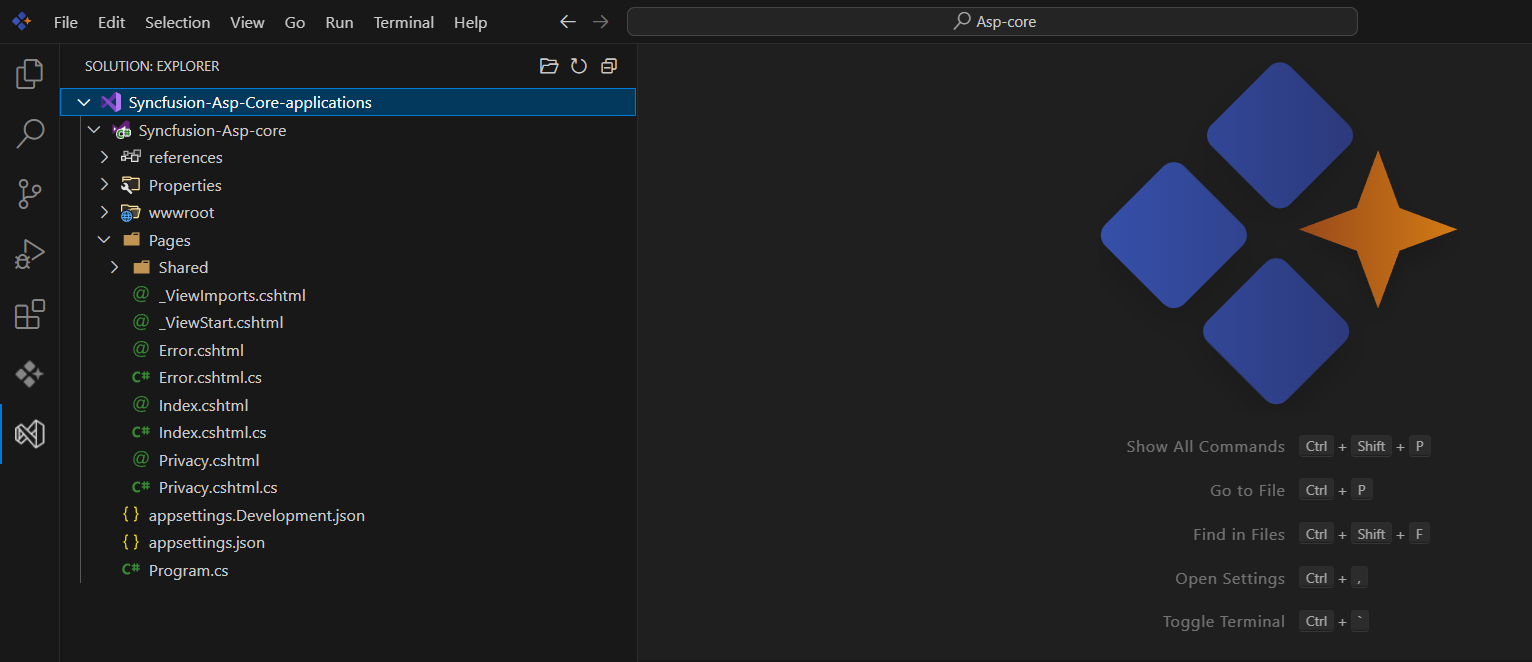 File Edit Selection View Go Run Terminal Help
Asp-core
SOLUTION: EXPLORER
Syncfusion-Asp-Core-applications
Syncfusion-Asp-core
references
Properties
wwwroot
Pages
Shared
_ViewImports.cshtml
_ViewStart.cshtml
Error.cshtml
Error.cshtml.cs
Index.cshtml
Index.cshtml.cs
Privacy.cshtml
Privacy.cshtml.cs
appsettings.Development.json
appsettings.json
Program.cs
Show All Commands Ctrl + Shift + P
Go to File Ctrl + P
Find in Files Ctrl + Shift + F
Open Settings Ctrl + ,
Toggle Terminal Ctrl + `